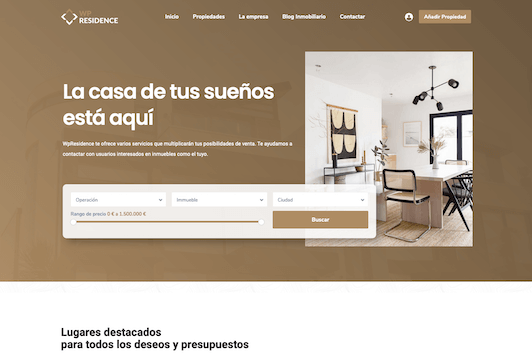 WP
RESIDENCE
Inicio Propiedades La empresa Blog Inmobiliario Contactar Añadir Propiedad
La casa de tus sueños
está aquí
WpResidence te ofrece varios servicios que multiplicarán tus posibilidades de venta. Te ayudamos a
contactar con usuarios interesados en inmuebles como el tuyo.
Operación Inmueble Ciudad
Rango de precio 0 € a 1.500.000 €
Buscar
Lugares destacados
para todos los deseos y presupuestos